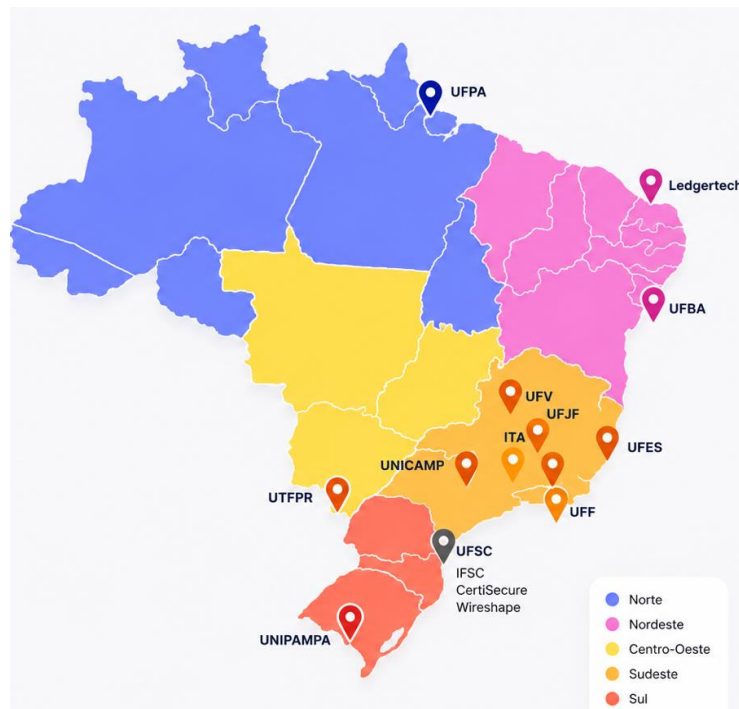 UFPA
Ledgertech
UFBA
UFV
UFJF
ITA
UFES
UNICAMP
UTFPR
UFF
UFSC
IFSC
CertiSecure
Wireshape
UNIPAMPA
Norte
Nordeste
Centro-Oeste
Sudeste
Sul